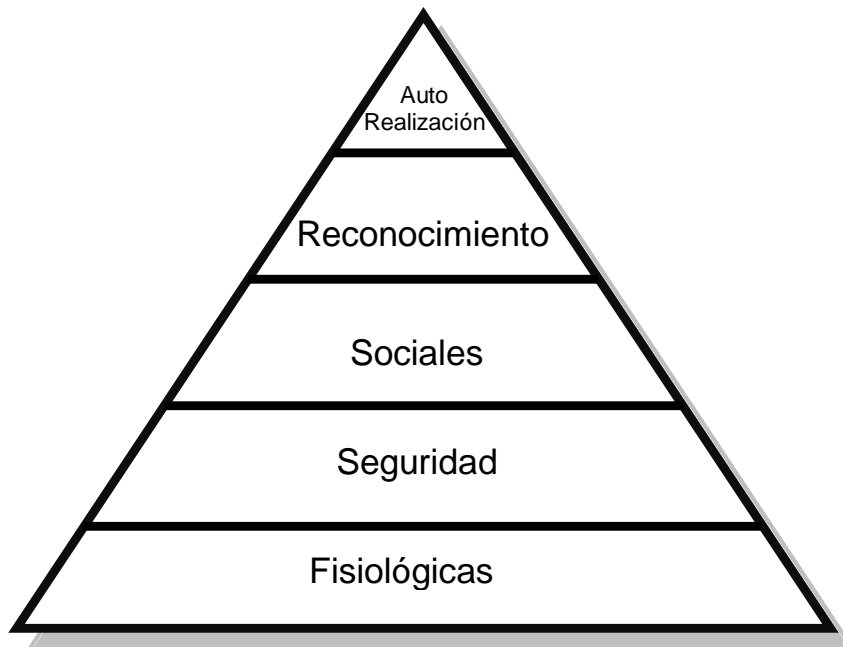 Auto
Realización
Reconocimiento
Sociales
Seguridad
Fisiológicas